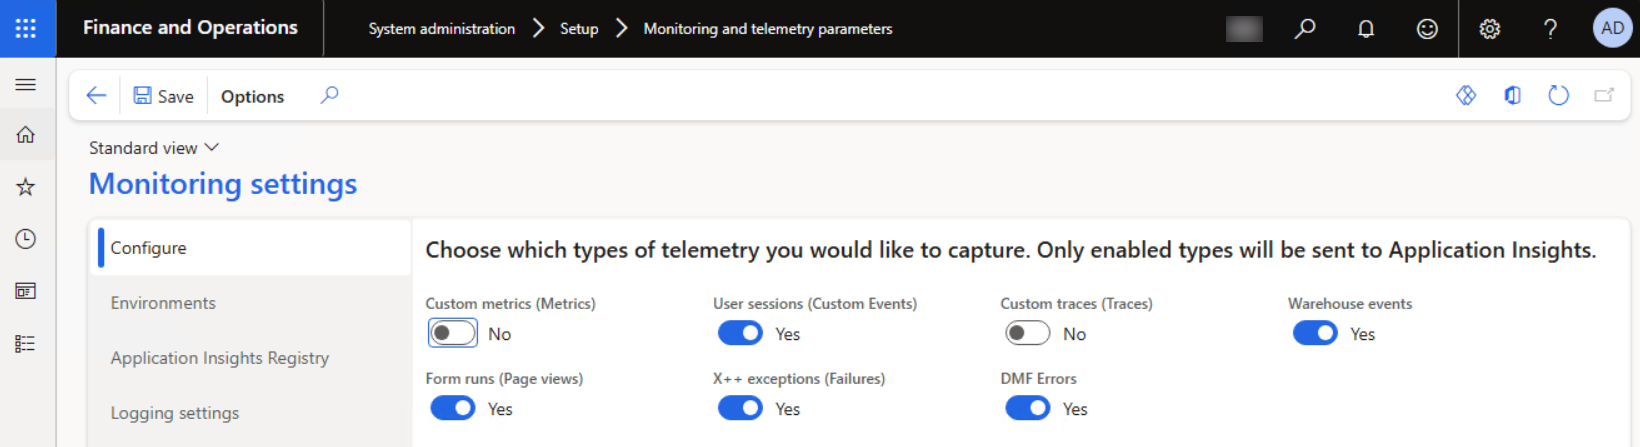 Finance and Operations
System administration
Setup
Monitoring and telemetry parameters
AD
Save
Options
Standard view
Monitoring settings
Configure
Environments
Application Insights Registry
Logging settings
Choose which types of telemetry you would like to capture. Only enabled types will be sent to Application Insights.
Custom metrics (Metrics)
No
User sessions (Custom Events)
Yes
Custom traces (Traces)
No
Warehouse events
Yes
Form runs (Page views)
Yes
X++ exceptions (Failures)
Yes
DMF Errors
Yes